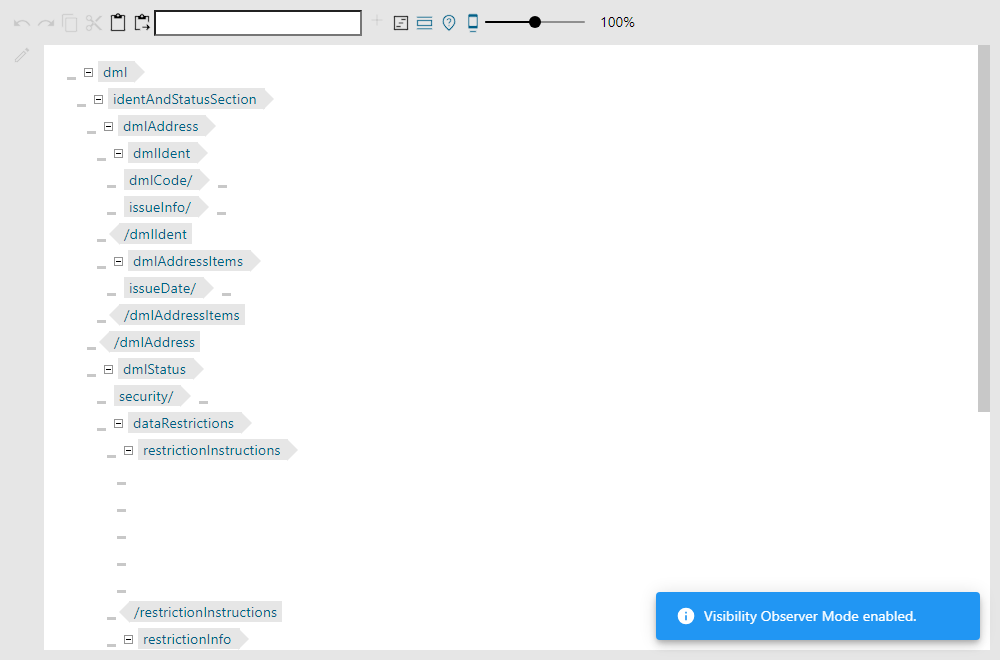 100%
dml
identAndStatusSection
dmlAddress
dmlIdent
dmlCode/
issueInfo/
/dmlIdent
dmlAddressItems
issueDate/
/dmlAddressItems
/dmlAddress
dmlStatus
security/
dataRestrictions
restrictionInstructions
/restrictionInstructions
restrictionInfo
Visibility Observer Mode enabled.